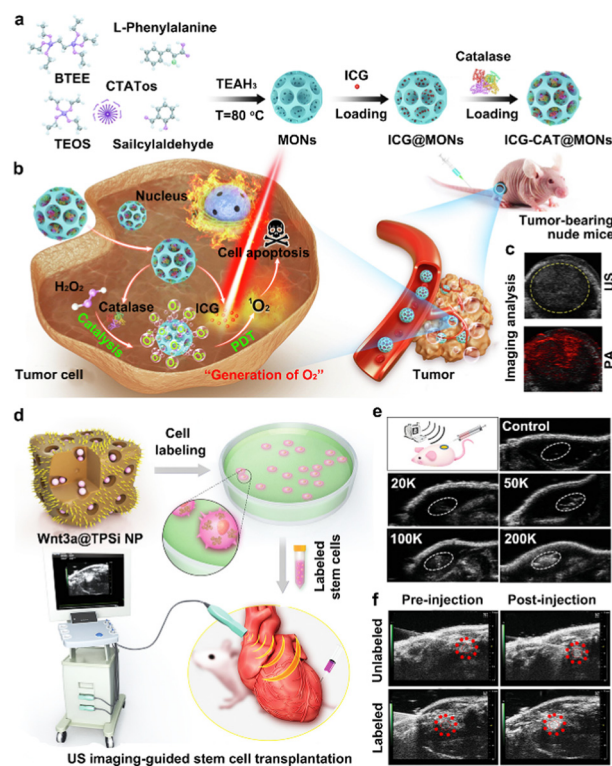 a
L-Phenylalanine
BTEE
CTATos
TEOS
Sailcylaldehyde
TEAH₃
T=80 °C
MONs
ICG
Loading
ICG@MONs
Catalase
Loading
ICG-CAT@MONs
b
Nucleus
Cell apoptosis
H₂O₂
Catalase
ICG
¹O₂
Catalysis
PDT
Tumor cell
"Generation of O₂"
Tumor
Tumor-bearing
nude mice
c
Imaging analysis
US
PA
d
Cell
labeling
Wnt3a@TPSi NP
Labeled
stem cells
US imaging-guided stem cell transplantation
e
Control
20K
50K
100K
200K
f
Pre-injection
Post-injection
Unlabeled
Labeled